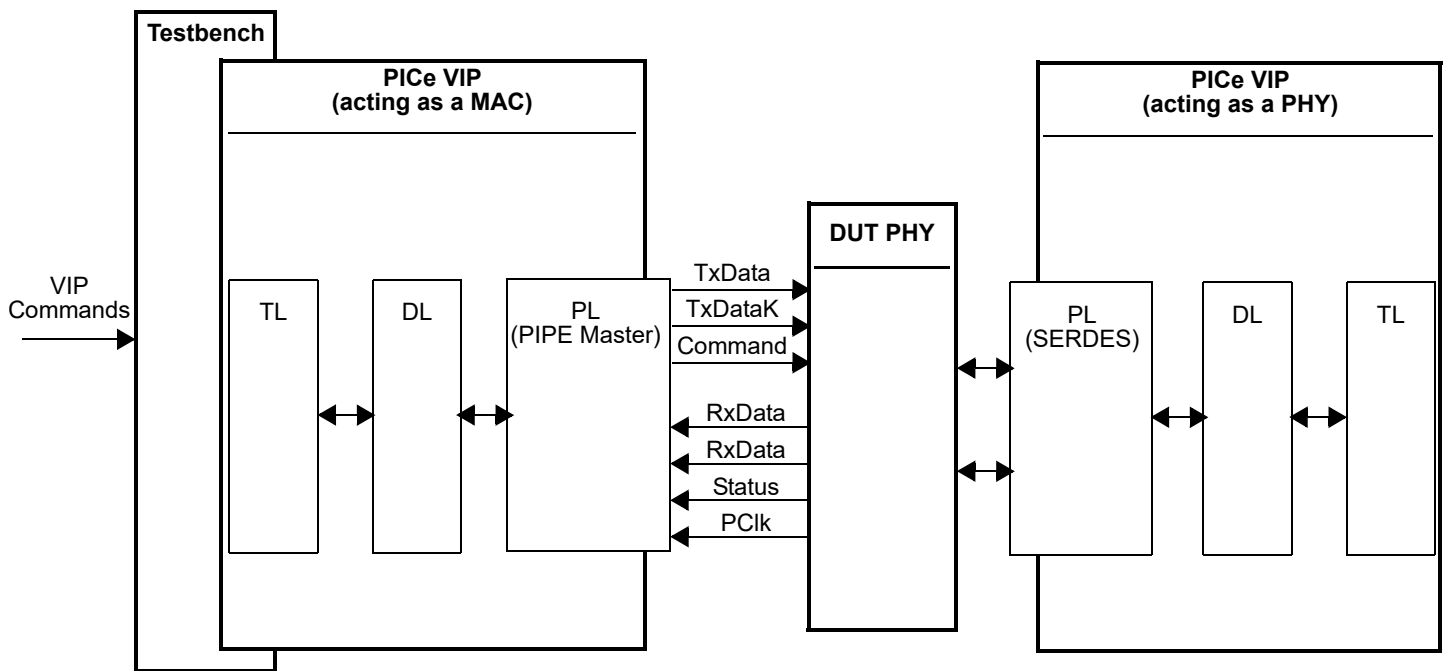 Testbench
PICe VIP
(acting as a MAC)
PICe VIP
(acting as a PHY)
DUT PHY
VIP
Commands
TL
DL
PL
(PIPE Master)
TxData
TxDataK
Command
RxData
RxData
Status
PClk
PL
(SERDES)
DL
TL